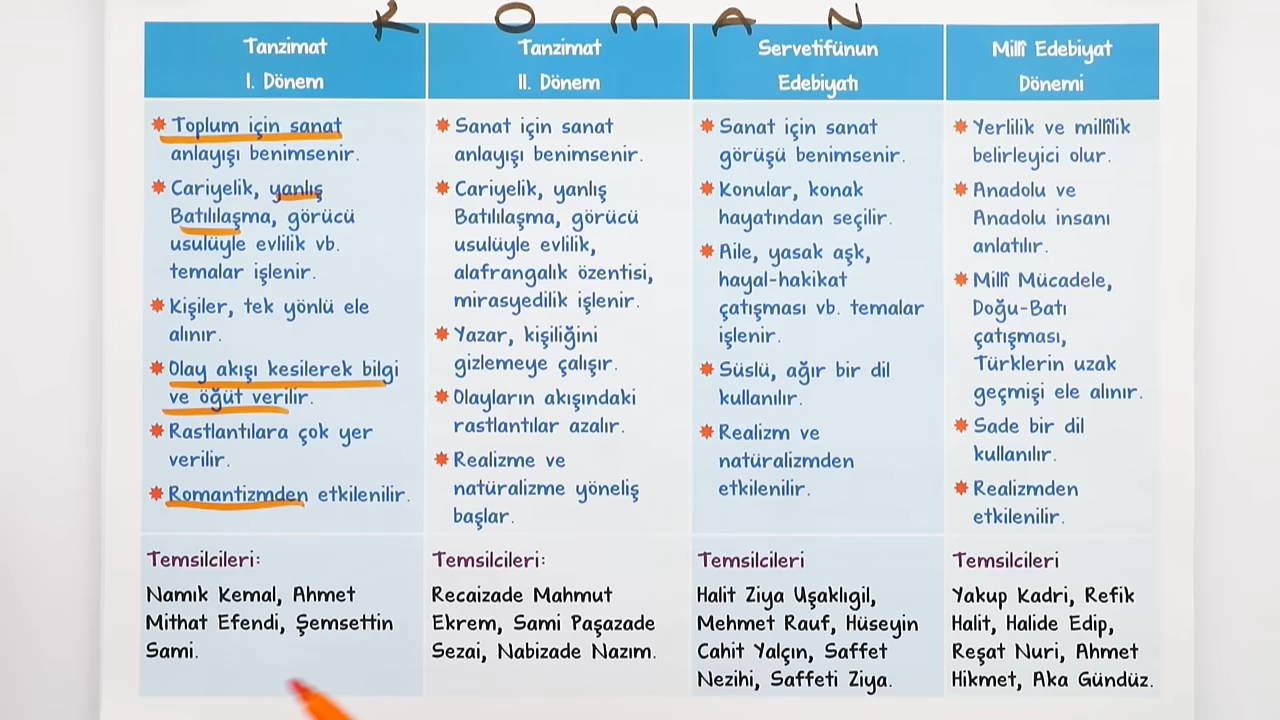 ROMAN
Tanzimat
I. Dönem
Toplum için sanat
anlayışı benimsenir.
Cariyelik, yanlış
Batılılaşma, görücü
usulüyle evlilik vb.
temalar işlenir.
Kişiler, tek yönlü ele
alınır.
Olay akışı kesilerek bilgi
ve öğüt verilir.
Rastlantılara çok yer
verilir.
Romantizmden etkilenilir.
Temsilcileri:
Namık Kemal, Ahmet
Mithat Efendi, Şemsettin
Sami.
Tanzimat
II. Dönem
Sanat için sanat
anlayışı benimsenir.
Cariyelik, yanlış
Batılılaşma, görücü
usulüyle evlilik,
alafrangalık özentisi,
mirasyedilik işlenir.
Yazar, kişiliğini
gizlemeye çalışır.
Olayların akışındaki
rastlantılar azalır.
Realizme ve
natüralizme yöneliş
başlar.
Temsilcileri:
Recaizade Mahmut
Ekrem, Sami Paşazade
Sezai, Nabizade Nazım.
Servetifünun
Edebiyatı
Sanat için sanat
görüşü benimsenir.
Konular, konak
hayatından seçilir.
Aile, yasak aşk,
hayal-hakikat
çatışması vb. temalar
işlenir.
Süslü, ağır bir dil
kullanılır.
Realizm ve
natüralizmden
etkilenilir.
Temsilcileri
Halit Ziya Uşaklıgil,
Mehmet Rauf, Hüseyin
Cahit Yalçın, Saffet
Nezihi, Saffeti Ziya.
Millî Edebiyat
Dönemi
Yerlilik ve millîlik
belirleyici olur.
Anadolu ve
Anadolu insanı
anlatılır.
Millî Mücadele,
Doğu-Batı
çatışması,
Türklerin uzak
geçmişi ele alınır.
Sade bir dil
kullanılır.
Realizmden
etkilenilir.
Temsilcileri
Yakup Kadri, Refik
Halit, Halide Edip,
Reşat Nuri, Ahmet
Hikmet, Aka Gündüz.